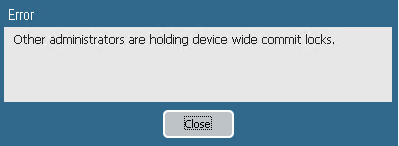 Error
Other administrators are holding device wide commit locks.
Close